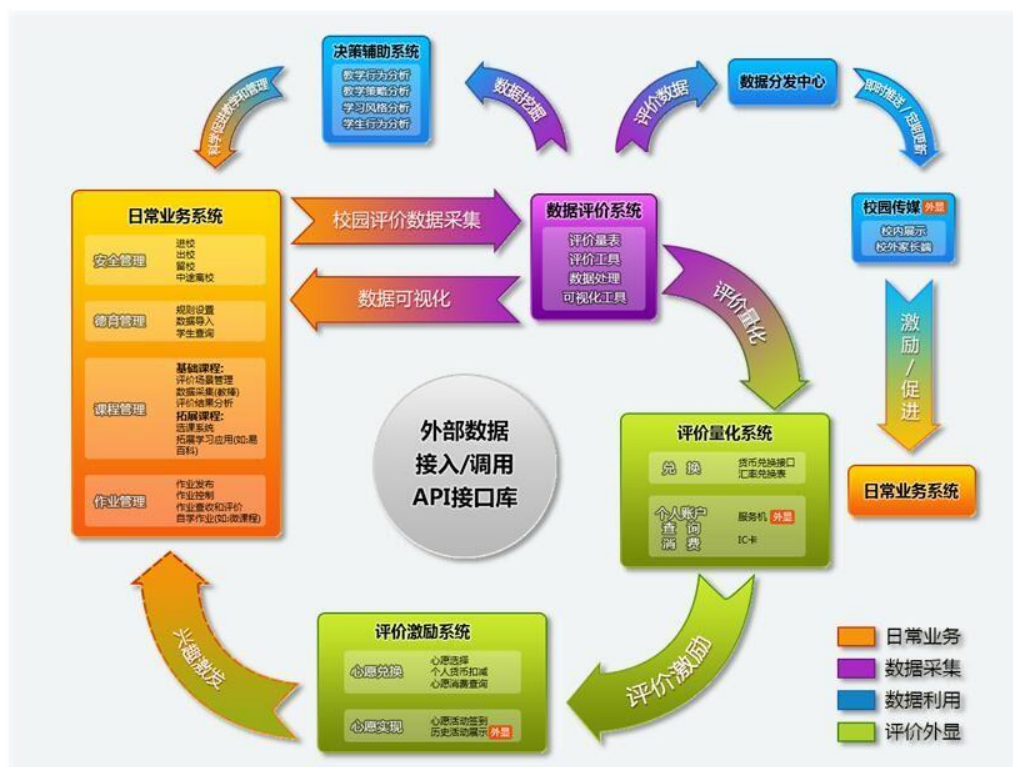 决策辅助系统
教学行为分析
教学策略分析
学习风格分析
学生行为分析
数据挖掘
评价数据
数据分发中心
即时推送/定期更新
科学促进教学和管理
日常业务系统
安全管理
进校
出校
留校
中途离校
德育管理
规则设置
数据导入
学生查询
课程管理
基础课程:
评价场景管理
数据采集(教棒)
评价结果分析
拓展课程:
选课系统
拓展学习应用(如:易
百科)
作业管理
作业发布
作业控制
作业查收和评价
自学作业(如:微课程)
校园评价数据采集
数据可视化
数据评价系统
评价量表
评价工具
数据处理
可视化工具
校园传媒 外显
校内展示
校外家长端
评价量化
激励/促进
日常业务系统
外部数据
接入/调用
API接口库
评价量化系统
兑 换
货币兑换接口
汇率兑换表
个人账户
查 询
消 费
服务机 外显
IC卡
评价激励
评价激励系统
心愿兑换
心愿选择
个人货币扣减
心愿消费查询
心愿实现
心愿活动签到
历史活动展示 外显
兴趣激发
日常业务
数据采集
数据利用
评价外显